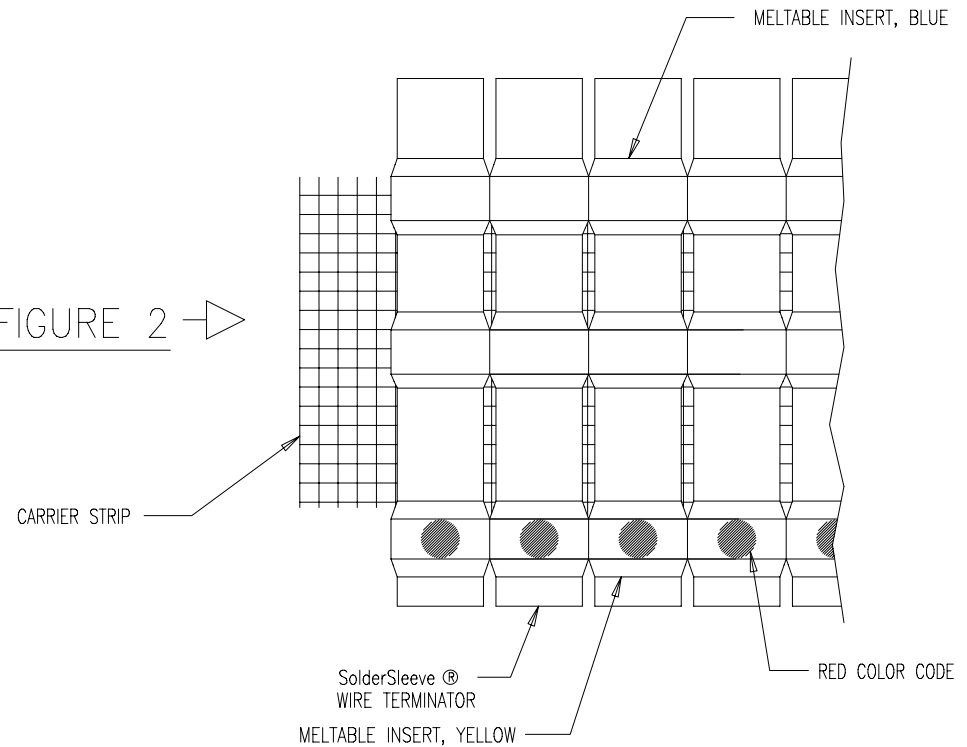 MELTABLE INSERT, BLUE
FIGURE 2
CARRIER STRIP
SolderSleeve ®
WIRE TERMINATOR
RED COLOR CODE
MELTABLE INSERT, YELLOW